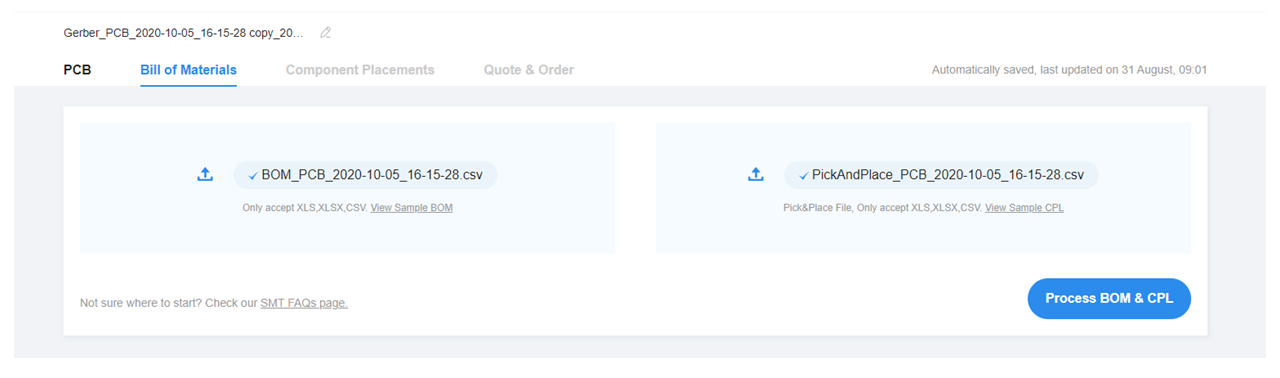 Gerber_PCB_2020-10-05_16-15-28 copy_20...
PCB Bill of Materials Component Placements Quote & Order Automatically saved, last updated on 31 August, 09:01
BOM_PCB_2020-10-05_16-15-28.csv
Only accept XLS,XLSX,CSV. View Sample BOM
PickAndPlace_PCB_2020-10-05_16-15-28.csv
Pick&Place File, Only accept XLS,XLSX,CSV. View Sample CPL
Not sure where to start? Check our SMT FAQs page.
Process BOM & CPL